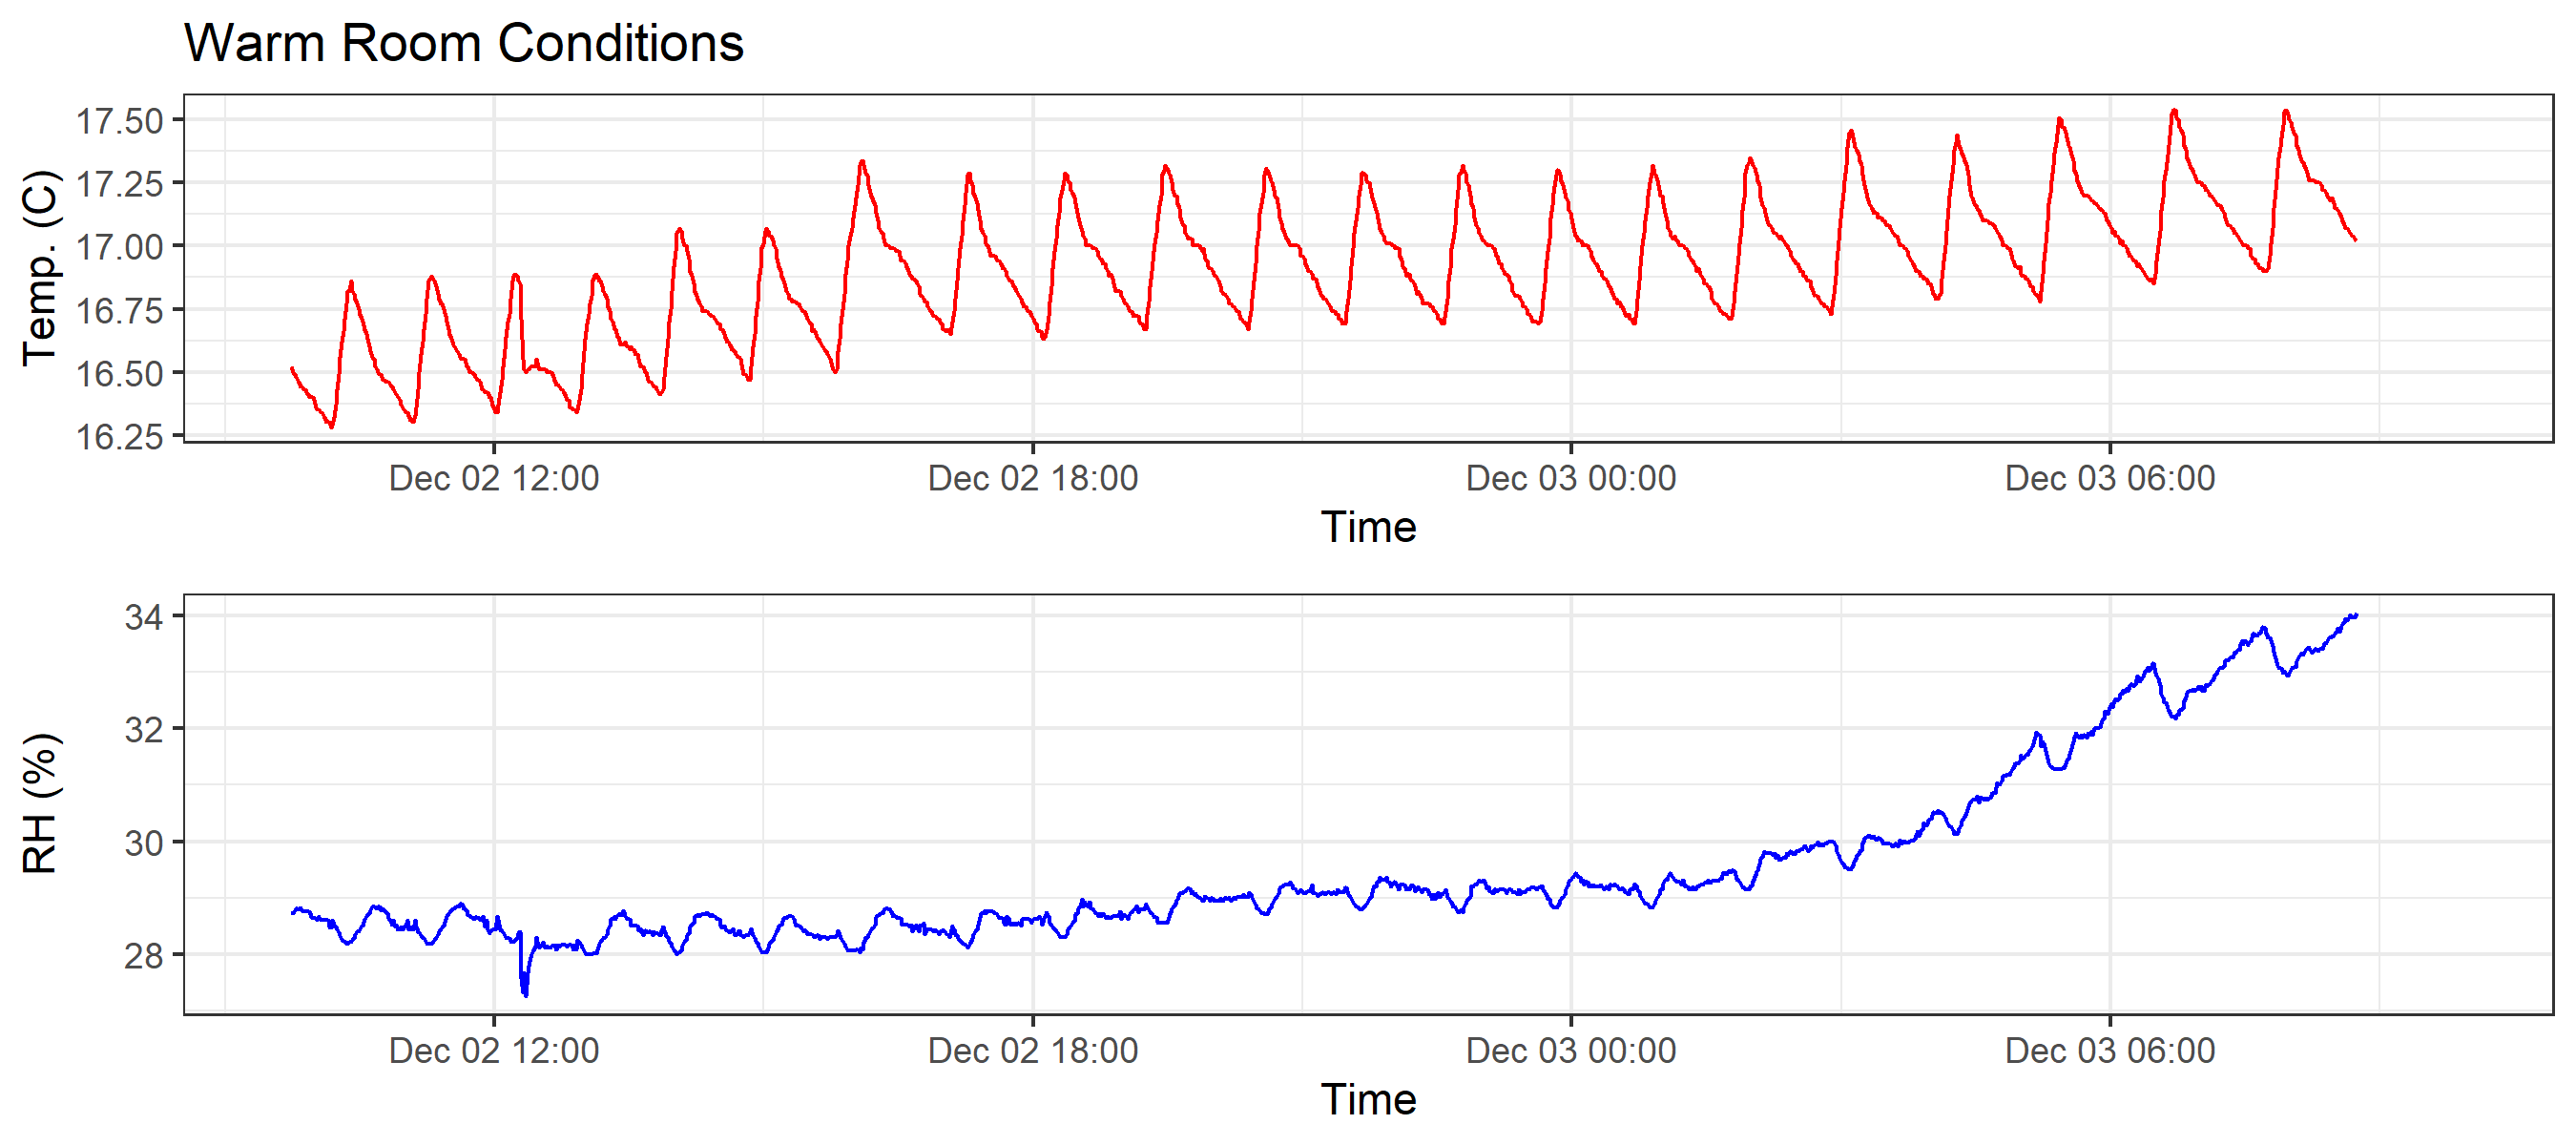 Warm Room Conditions
Temp. (C)
17.50
17.25
17.00
16.75
16.50
16.25
Dec 02 12:00 Dec 02 18:00 Dec 03 00:00 Dec 03 06:00
Time
RH (%)
34
32
30
28
Dec 02 12:00 Dec 02 18:00 Dec 03 00:00 Dec 03 06:00
Time